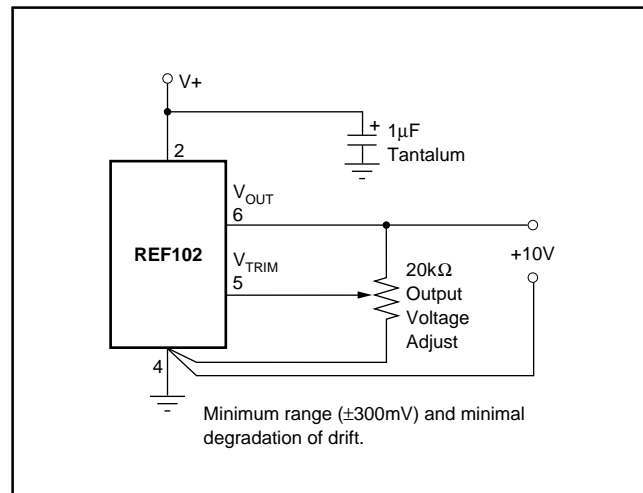 V+
+
1μF
Tantalum
2
V_OUT
6
REF102
V_TRIM
5
20kΩ
Output
Voltage
Adjust
+10V
4
Minimum range (±300mV) and minimal
degradation of drift.